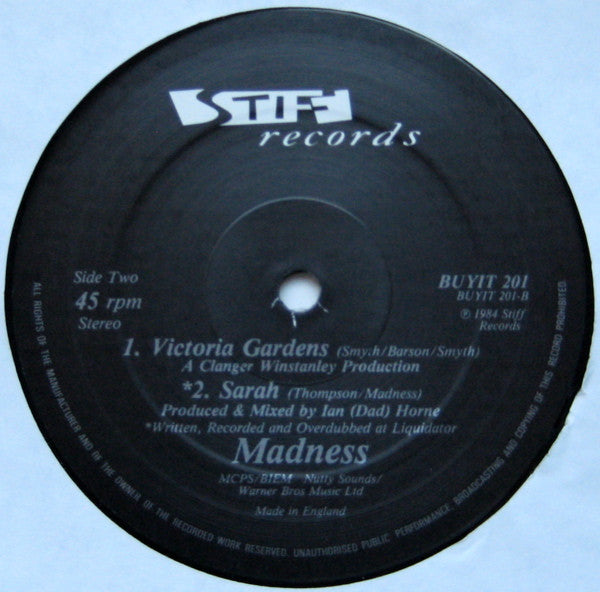 STIFF
records
Side Two
45 rpm
Stereo
BUYIT 201
BUYIT 201-B
℗ 1984 Stiff
Records
1. Victoria Gardens (Smy.h/Barson/Smyth)
A Clanger Winstanley Production
*2. Sarah (Thompson/Madness)
Produced & Mixed by Ian (Dad) Horne
*Written, Recorded and Overdubbed at Liquidator
Madness
MCPS/BIEM Nutty Sounds/
Warner Bros Music Ltd
Made in England
ALL RIGHTS OF THE MANUFACTURER AND OF THE OWNER OF THE RECORDED WORK RESERVED. UNAUTHORISED PUBLIC PERFORMANCE BROADCASTING AND COPYING OF THIS RECORD PROHIBITED.